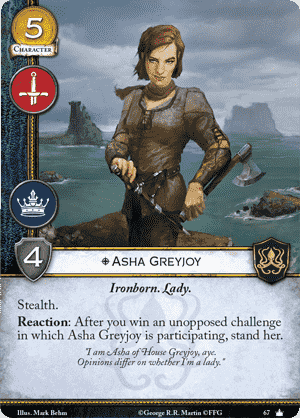 5
CHARACTER
4
ASHA GREYJOY
Ironborn. Lady.
Stealth.
Reaction: After you win an unopposed challenge
in which Asha Greyjoy is participating, stand her.
"I am Asha of House Greyjoy, aye.
Opinions differ on whether I'm a lady."
Illus. Mark Behm ©George R.R. Martin ©FFG 67